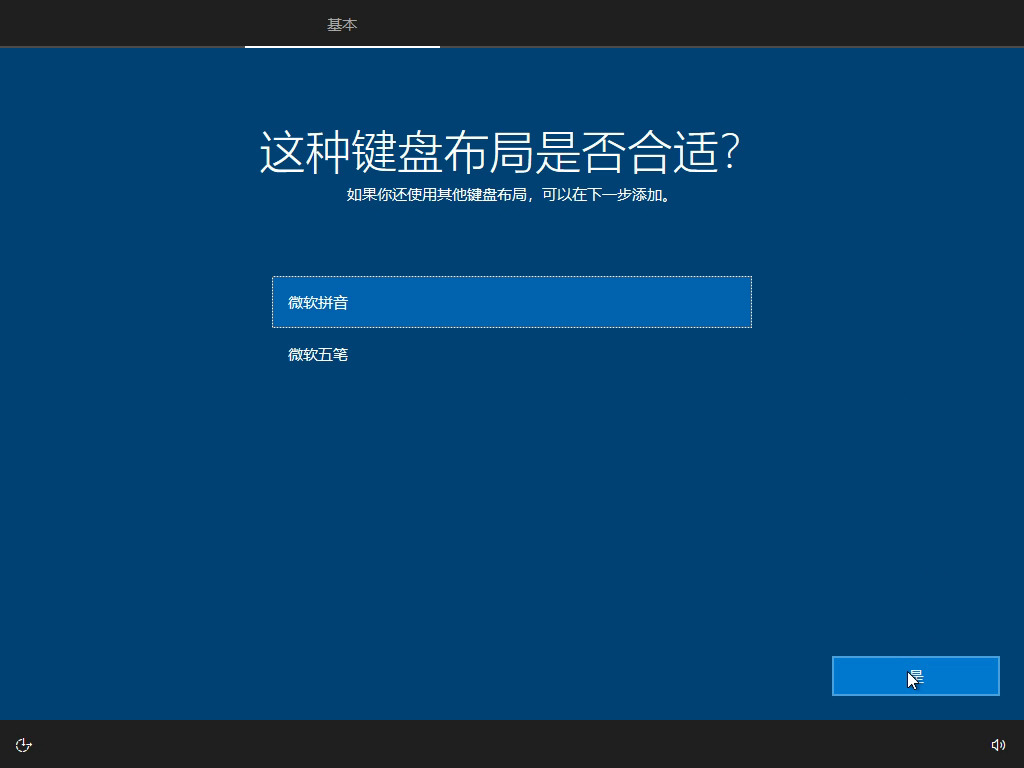 基本
这种键盘布局是否合适?
如果你还使用其他键盘布局，可以在下一步添加。
微软拼音
微软五笔
是